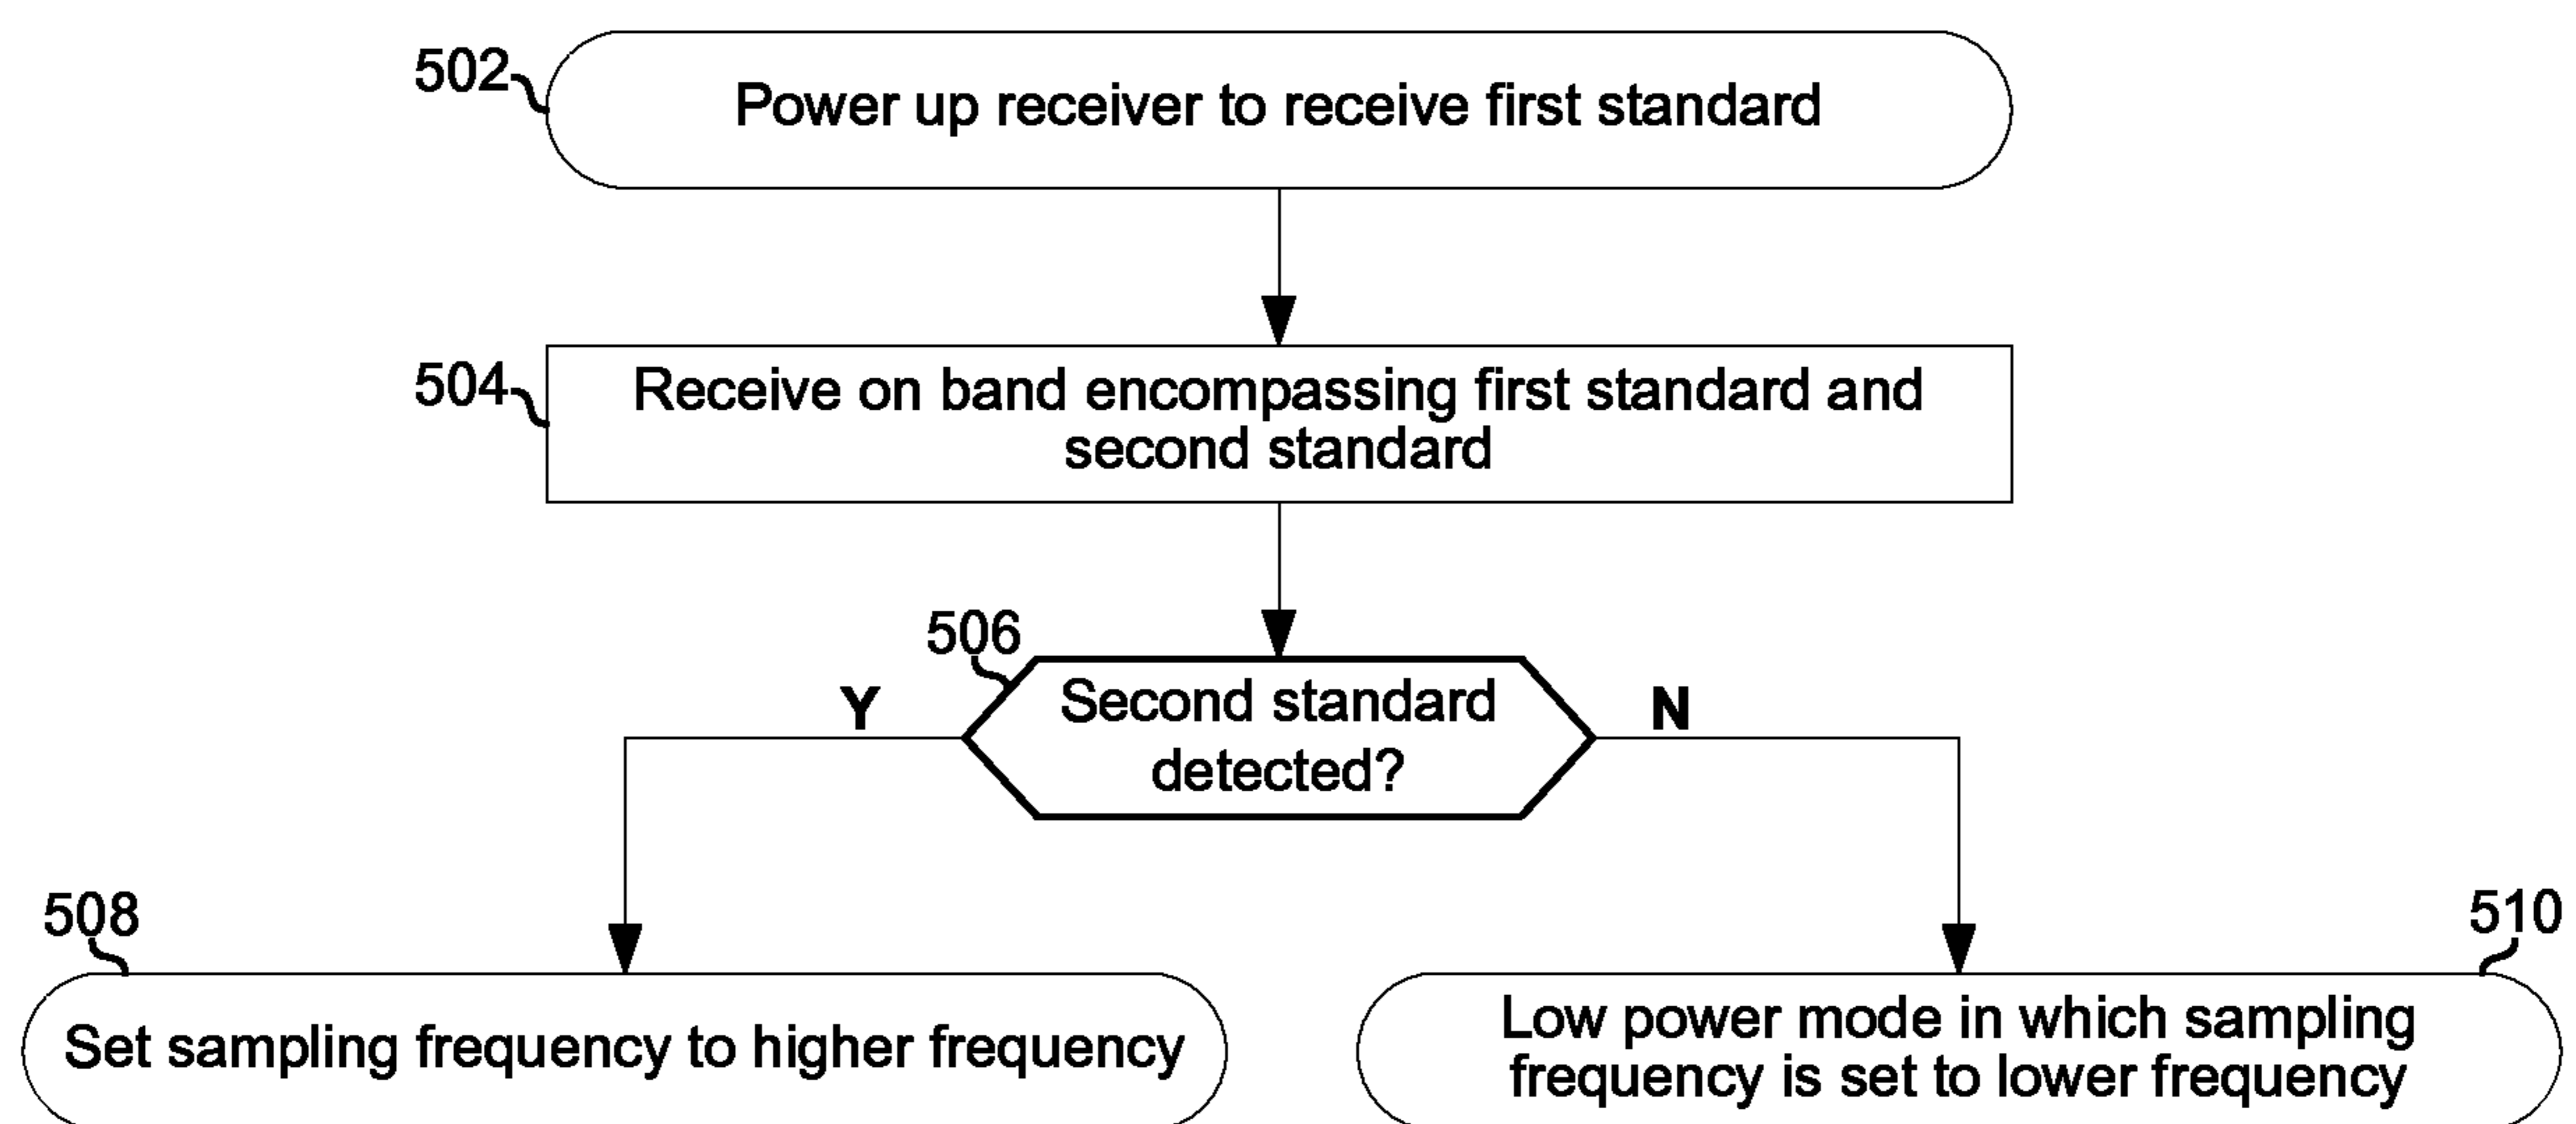 502
Power up receiver to receive first standard
504
Receive on band encompassing first standard and
second standard
506
Second standard
detected?
Y
N
508
Set sampling frequency to higher frequency
510
Low power mode in which sampling
frequency is set to lower frequency